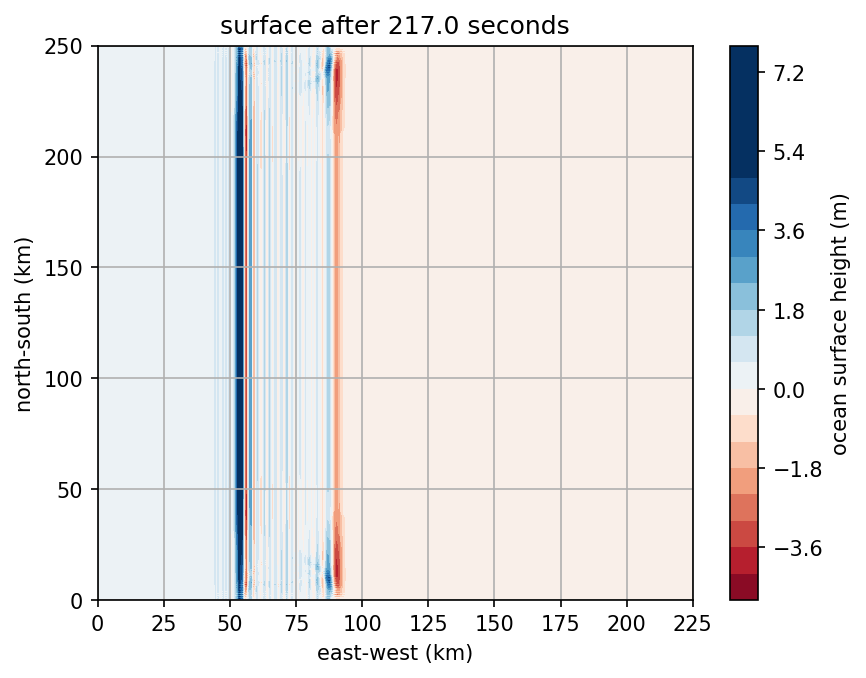 surface after 217.0 seconds
250
200
150
100
50
0
north-south (km)
0 25 50 75 100 125 150 175 200 225
east-west (km)
7.2
5.4
3.6
1.8
0.0
−1.8
−3.6
ocean surface height (m)